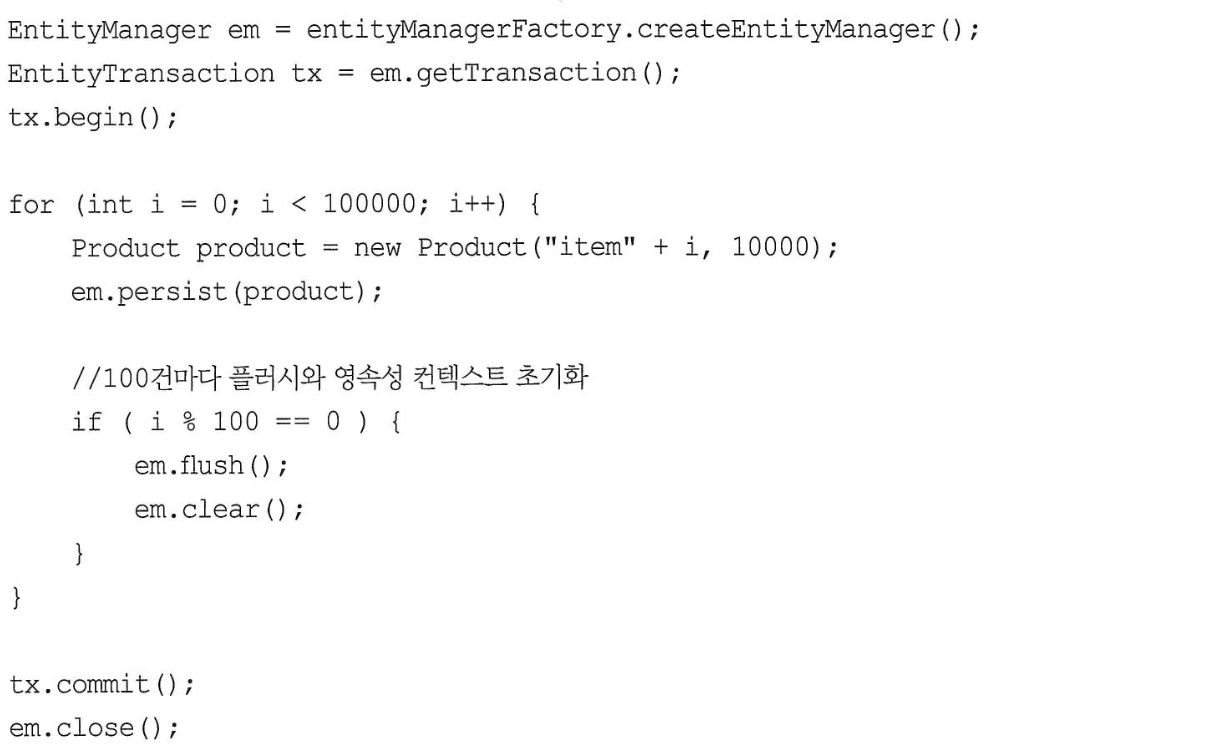 EntityManager em = entityManagerFactory.createEntityManager();
EntityTransaction tx = em.getTransaction();
tx.begin();

for (int i = 0; i < 100000; i++) {
    Product product = new Product("item" + i, 10000);
    em.persist(product);

    //100건마다 플러시와 영속성 컨텍스트 초기화
    if ( i % 100 == 0 ) {
        em.flush();
        em.clear();
    }
}

tx.commit();
em.close();